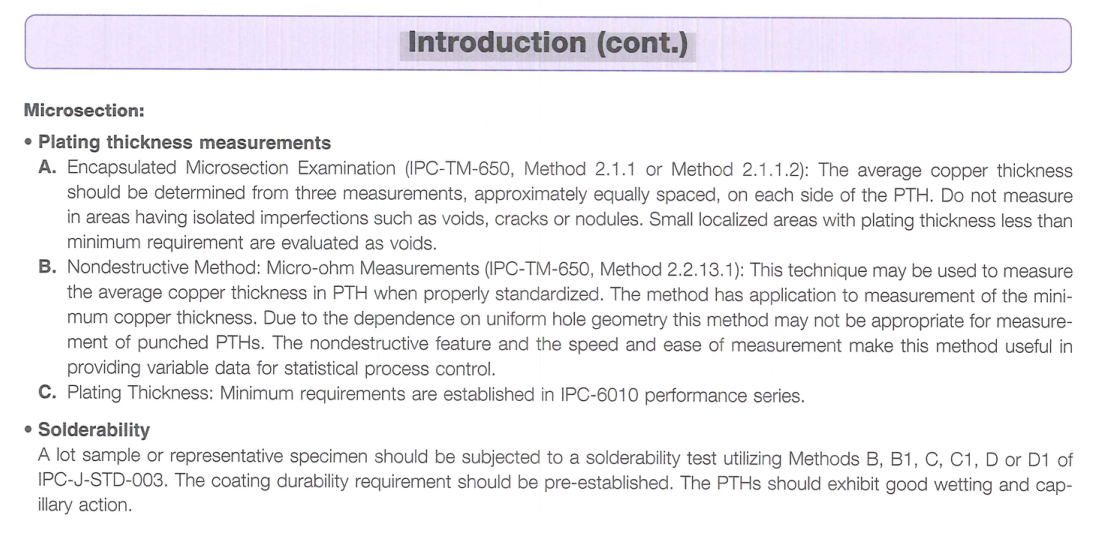 Introduction (cont.)
Microsection:
• Plating thickness measurements
A. Encapsulated Microsection Examination (IPC-TM-650, Method 2.1.1 or Method 2.1.1.2): The average copper thickness
should be determined from three measurements, approximately equally spaced, on each side of the PTH. Do not measure
in areas having isolated imperfections such as voids, cracks or nodules. Small localized areas with plating thickness less than
minimum requirement are evaluated as voids.
B. Nondestructive Method: Micro-ohm Measurements (IPC-TM-650, Method 2.2.13.1): This technique may be used to measure
the average copper thickness in PTH when properly standardized. The method has application to measurement of the mini-
mum copper thickness. Due to the dependence on uniform hole geometry this method may not be appropriate for measure-
ment of punched PTHs. The nondestructive feature and the speed and ease of measurement make this method useful in
providing variable data for statistical process control.
C. Plating Thickness: Minimum requirements are established in IPC-6010 performance series.
• Solderability
A lot sample or representative specimen should be subjected to a solderability test utilizing Methods B, B1, C, C1, D or D1 of
IPC-J-STD-003. The coating durability requirement should be pre-established. The PTHs should exhibit good wetting and cap-
illary action.